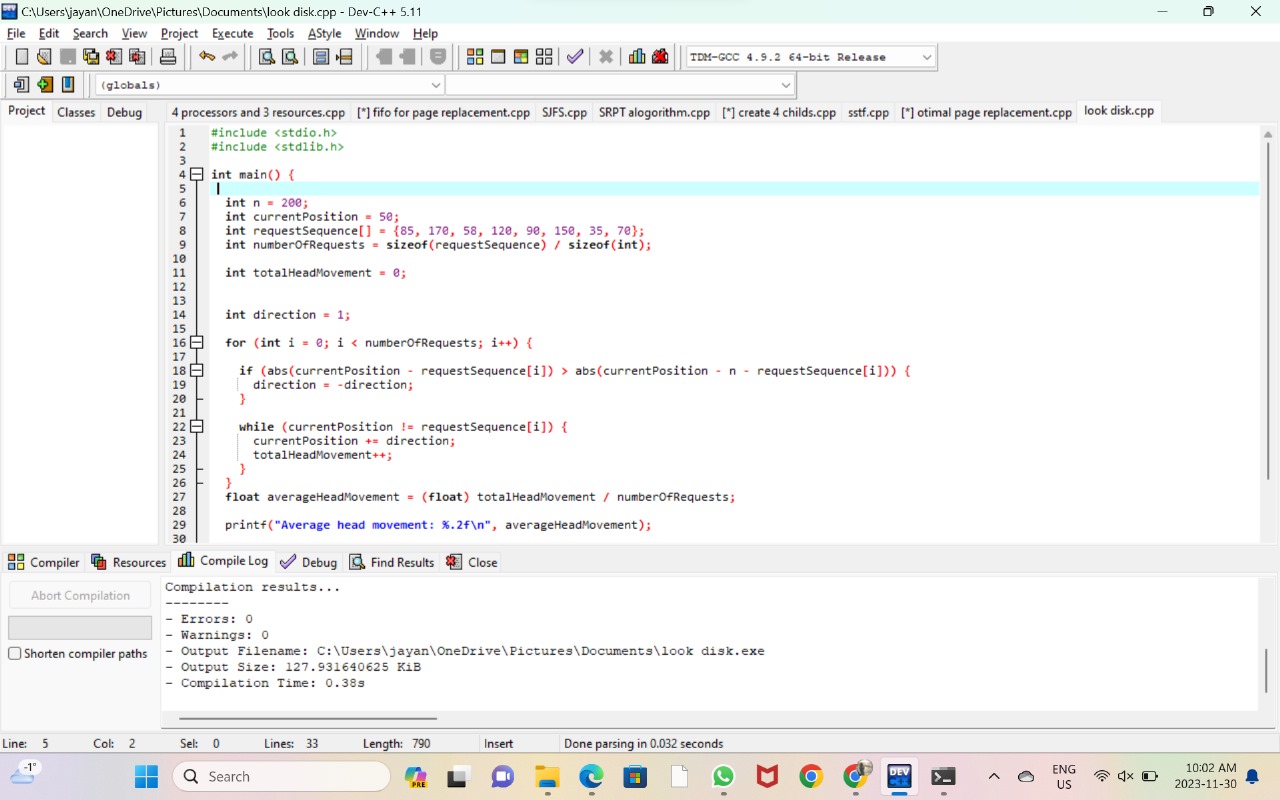 C:\Users\jayan\OneDrive\Pictures\Documents\look disk.cpp - Dev-C++ 5.11
File Edit Search View Project Execute Tools AStyle Window Help
TDM-GCC 4.9.2 64-bit Release
(globals)
Project Classes Debug
4 processors and 3 resources.cpp [*] fifo for page replacement.cpp SJFS.cpp SRPT alogorithm.cpp [*] create 4 childs.cpp sstf.cpp [*] otimal page replacement.cpp look disk.cpp
1 #include <stdio.h>
2 #include <stdlib.h>
3
4 int main() {
5
6 int n = 200;
7 int currentPosition = 50;
8 int requestSequence[] = {85, 170, 58, 120, 90, 150, 35, 70};
9 int numberOfRequests = sizeof(requestSequence) / sizeof(int);
10
11 int totalHeadMovement = 0;
12
13
14 int direction = 1;
15
16 for (int i = 0; i < numberOfRequests; i++) {
17
18 if (abs(currentPosition - requestSequence[i]) > abs(currentPosition - n - requestSequence[i])) {
19 direction = -direction;
20 }
21
22 while (currentPosition != requestSequence[i]) {
23 currentPosition += direction;
24 totalHeadMovement++;
25 }
26 }
27 float averageHeadMovement = (float) totalHeadMovement / numberOfRequests;
28
29 printf("Average head movement: %.2f\n", averageHeadMovement);
30
Compiler Resources Compile Log Debug Find Results Close
Abort Compilation
Shorten compiler paths
Compilation results...
--------
- Errors: 0
- Warnings: 0
- Output Filename: C:\Users\jayan\OneDrive\Pictures\Documents\look disk.exe
- Output Size: 127.931640625 KiB
- Compilation Time: 0.38s
Line: 5 Col: 2 Sel: 0 Lines: 33 Length: 790 Insert Done parsing in 0.032 seconds
-1°
Search
PRE
DEV
ENG
US
10:02 AM
2023-11-30